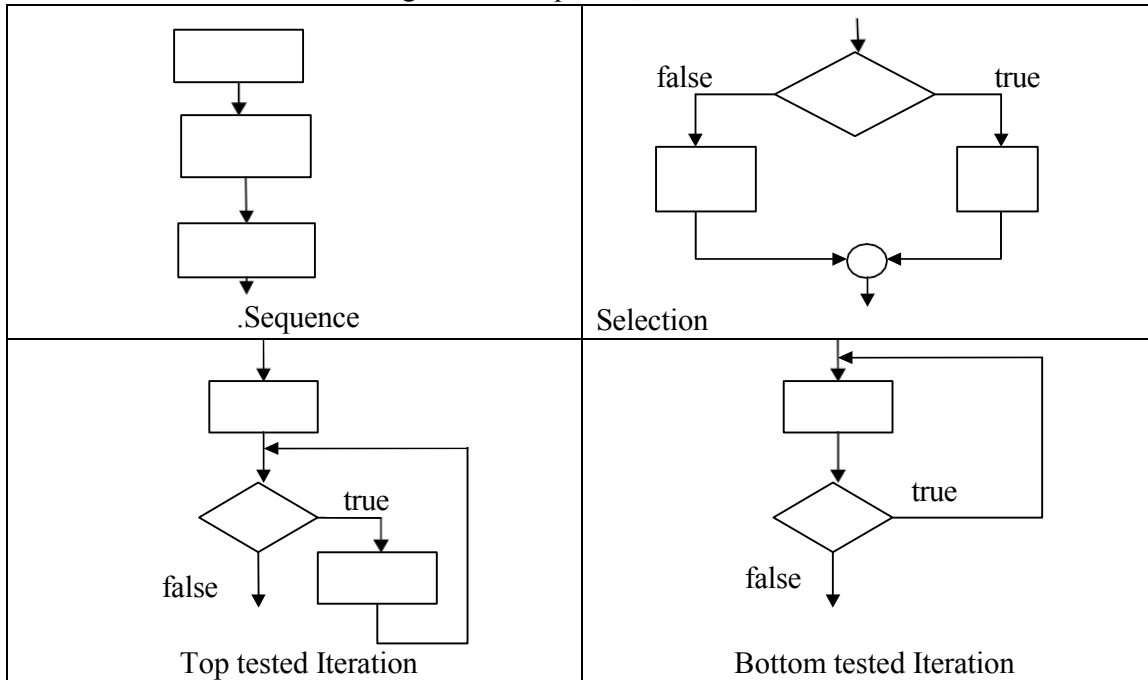 false
true
.Sequence
Selection
true
false
Top tested Iteration
true
false
Bottom tested Iteration